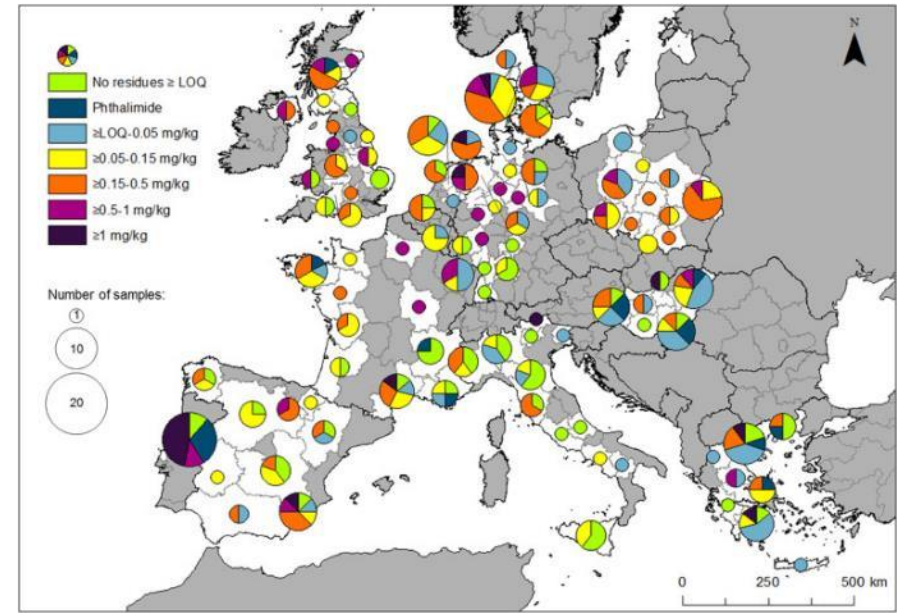 N
No residues ≥ LOQ
Phthalimide
≥LOQ-0.05 mg/kg
≥0.05-0.15 mg/kg
≥0.15-0.5 mg/kg
≥0.5-1 mg/kg
≥1 mg/kg
Number of samples:
1
10
20
0 250 500 km